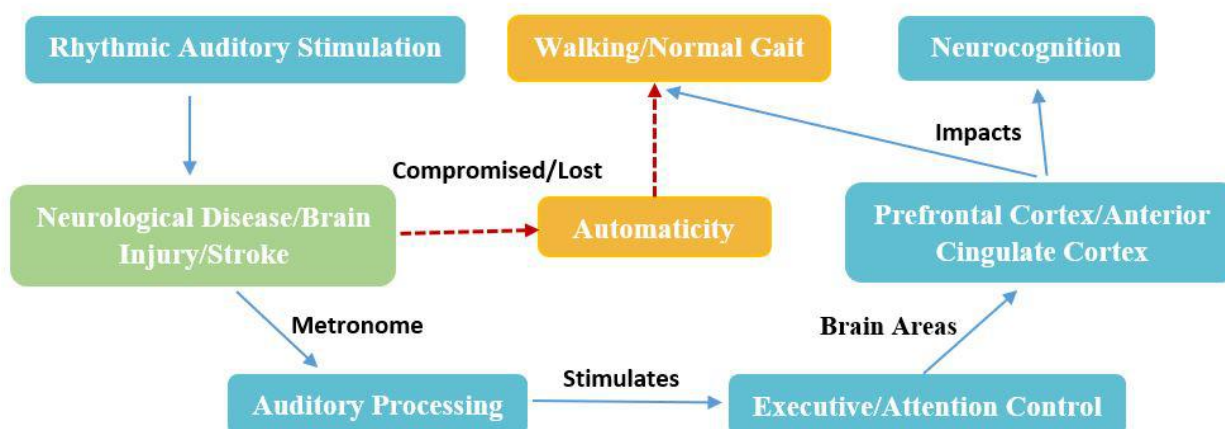 Rhythmic Auditory Stimulation
Walking/Normal Gait
Neurocognition
Impacts
Compromised/Lost
Neurological Disease/Brain
Injury/Stroke
Automaticity
Prefrontal Cortex/Anterior
Cingulate Cortex
Metronome
Brain Areas
Stimulates
Auditory Processing
Executive/Attention Control